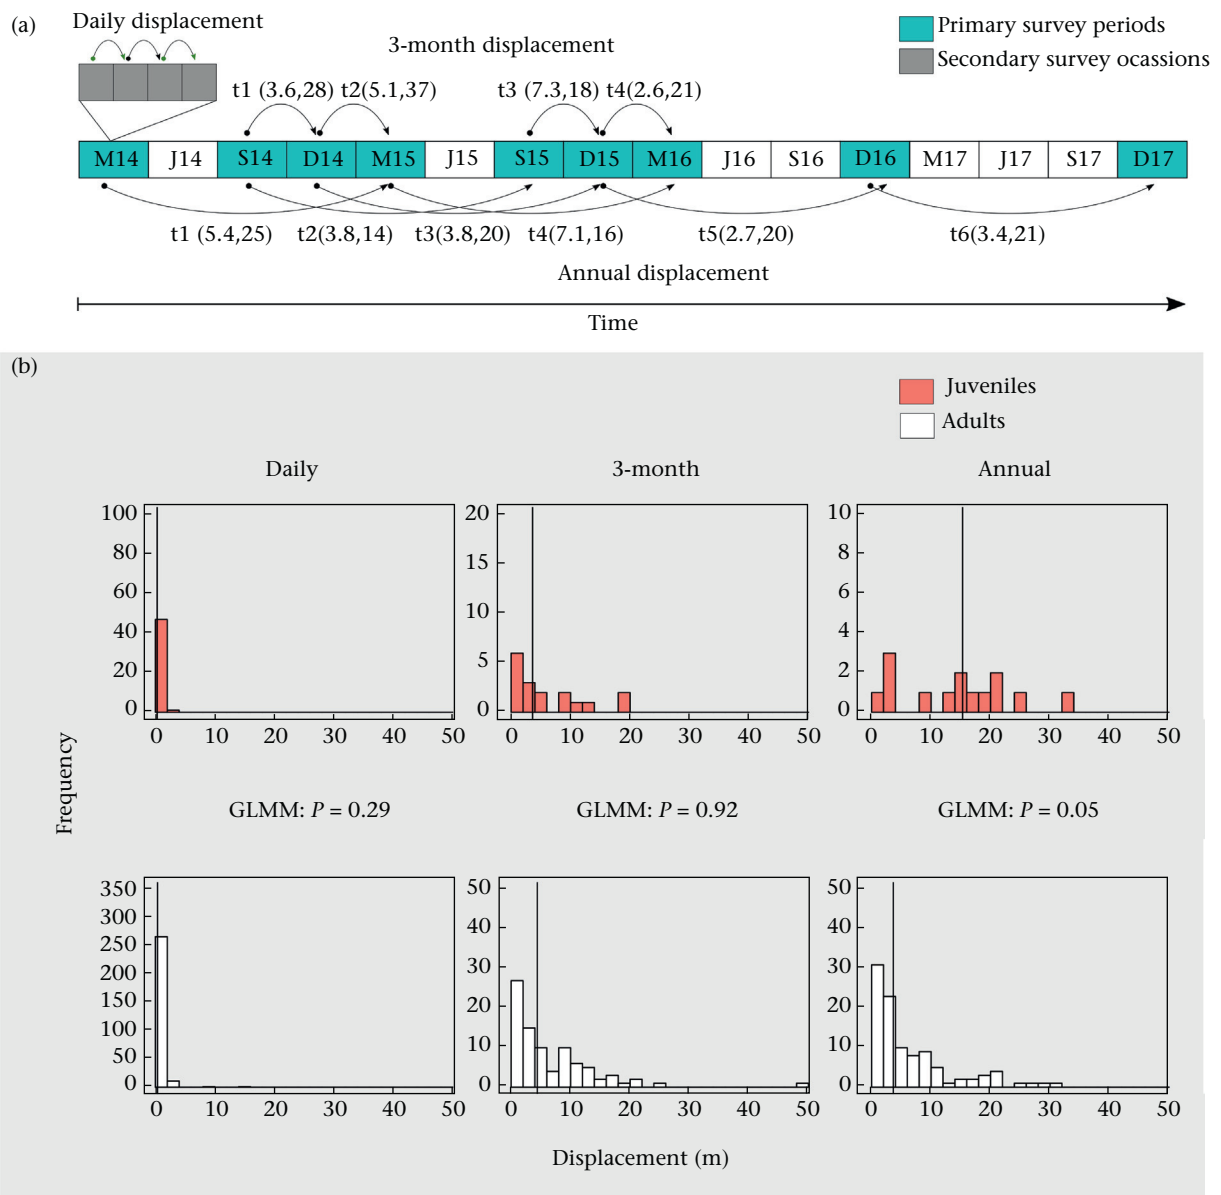 (a)
Daily displacement
3-month displacement
Primary survey periods
Secondary survey ocassions
t1 (3.6,28) t2(5.1,37) t3 (7.3,18) t4(2.6,21)
M14 J14 S14 D14 M15 J15 S15 D15 M16 J16 S16 D16 M17 J17 S17 D17
t1 (5.4,25) t2(3.8,14) t3(3.8,20) t4(7.1,16) t5(2.7,20) t6(3.4,21)
Annual displacement
Time
(b)
Juveniles
Adults
Daily 3-month Annual
100
80
60
40
20
0
0 10 20 30 40 50
20
15
10
5
0
0 10 20 30 40 50
10
8
6
4
2
0
0 10 20 30 40 50
Frequency
GLMM: P = 0.29 GLMM: P = 0.92 GLMM: P = 0.05
350
300
250
200
150
100
50
0
0 10 20 30 40 50
50
40
30
20
10
0
0 10 20 30 40 50
50
40
30
20
10
0
0 10 20 30 40 50
Displacement (m)